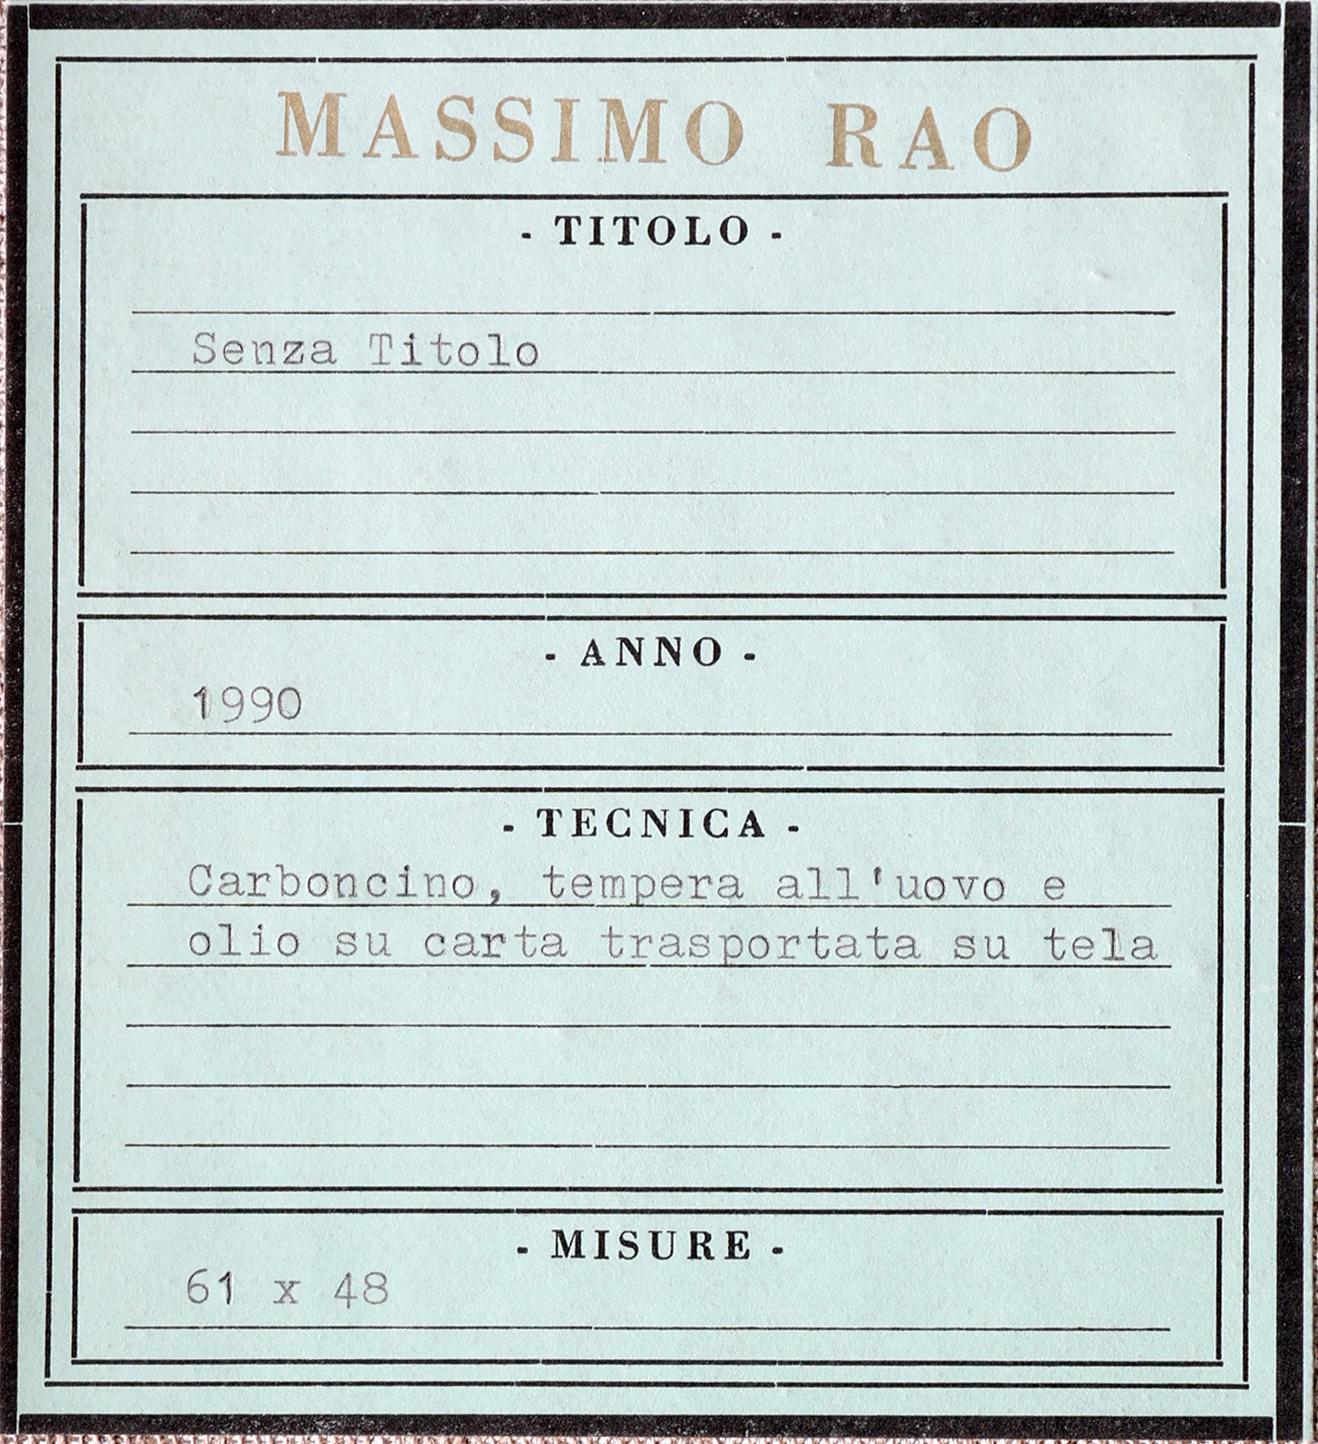 MASSIMO RAO
- TITOLO -
Senza Titolo
- ANNO -
1990
- TECNICA -
Carboncino, tempera all'uovo e
olio su carta trasportata su tela
- MISURE -
61 x 48